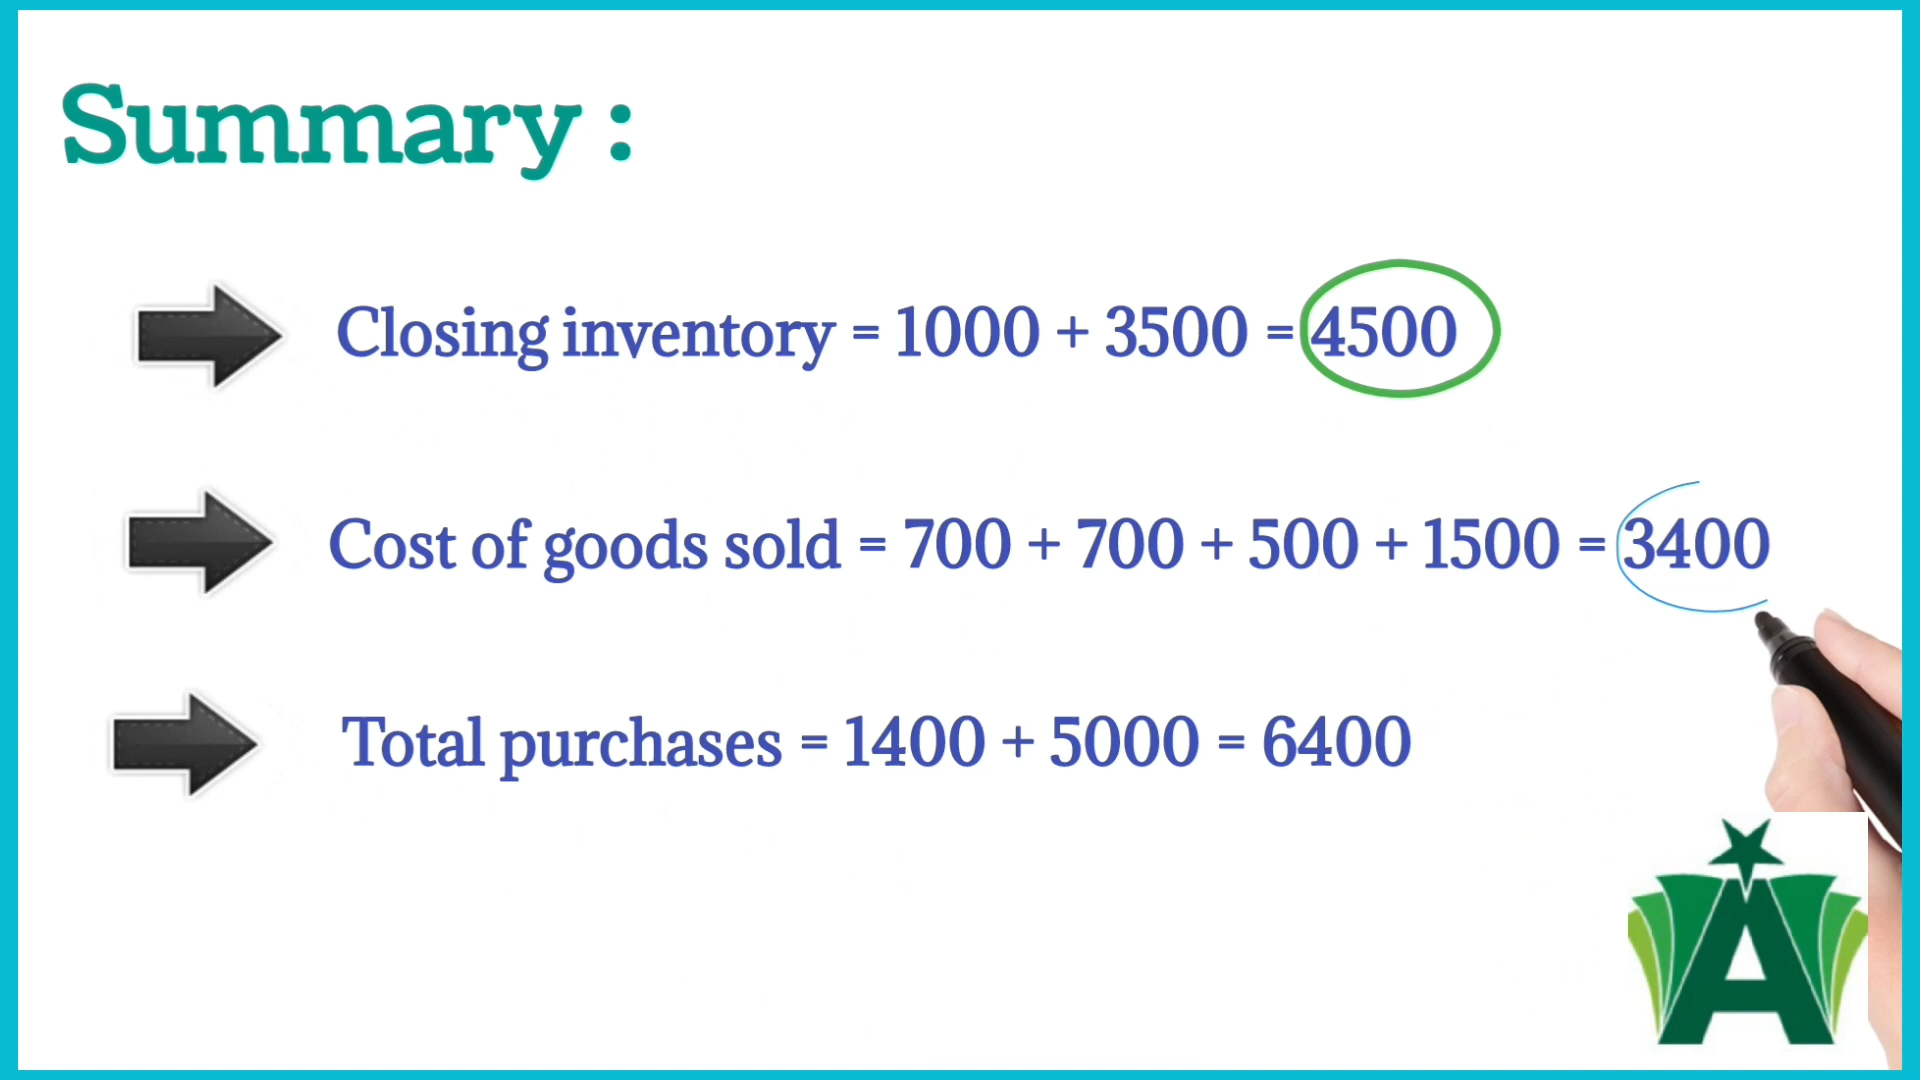 Summary :
Closing inventory = 1000 + 3500 = 4500
Cost of goods sold = 700 + 700 + 500 + 1500 = 3400
Total purchases = 1400 + 5000 = 6400
A